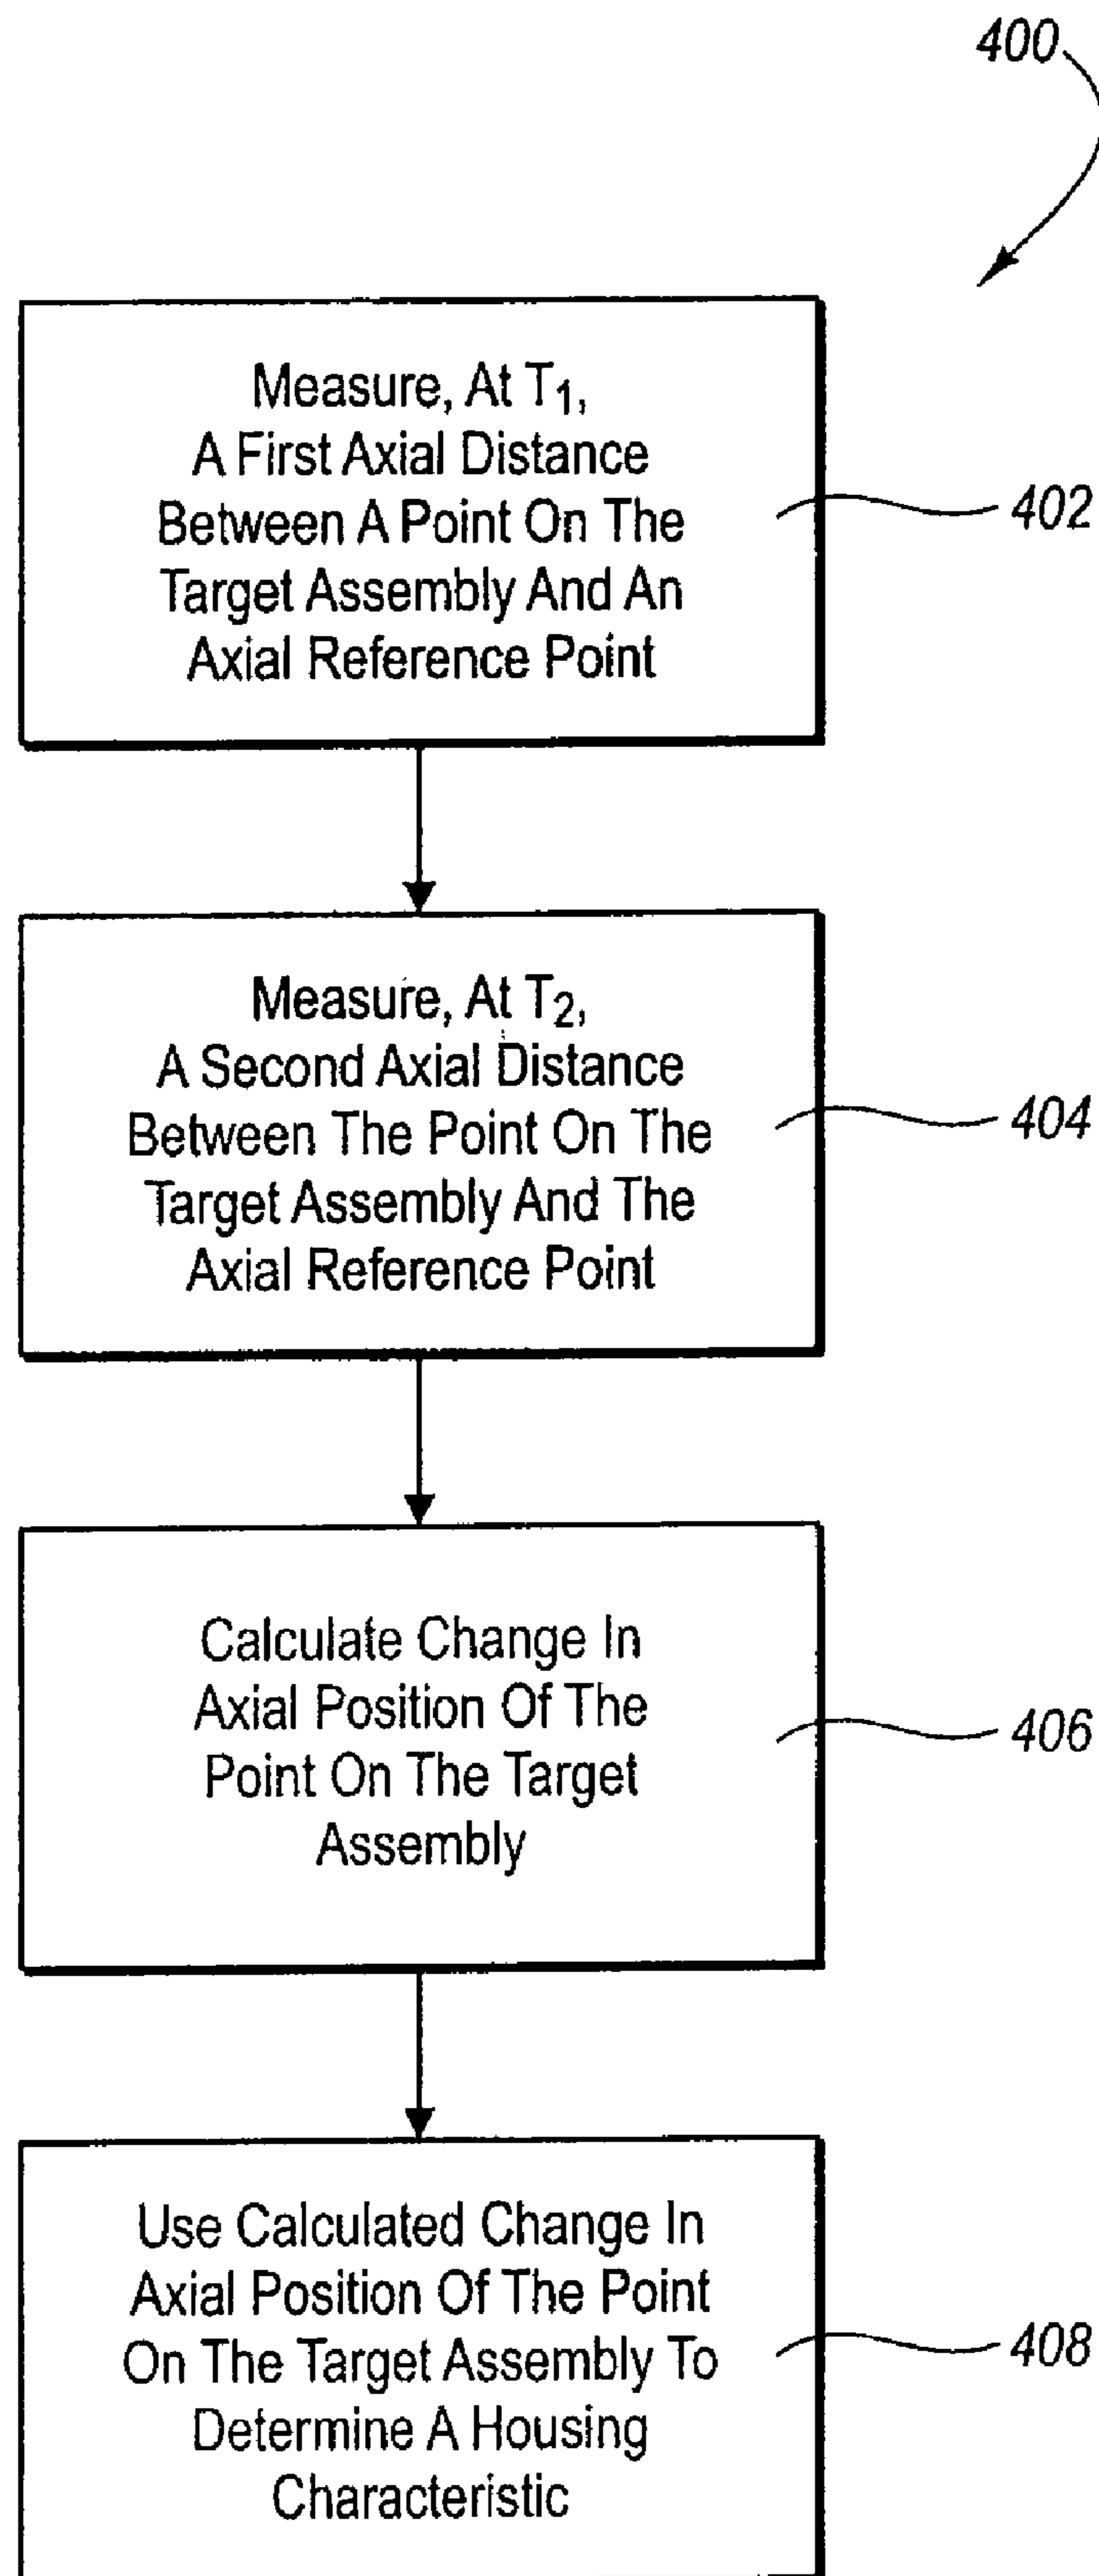 400
Measure, At T1,
A First Axial Distance
Between A Point On The
Target Assembly And An
Axial Reference Point
402
Measure, At T2,
A Second Axial Distance
Between The Point On The
Target Assembly And The
Axial Reference Point
404
Calculate Change In
Axial Position Of The
Point On The Target
Assembly
406
Use Calculated Change In
Axial Position Of The Point
On The Target Assembly To
Determine A Housing
Characteristic
408